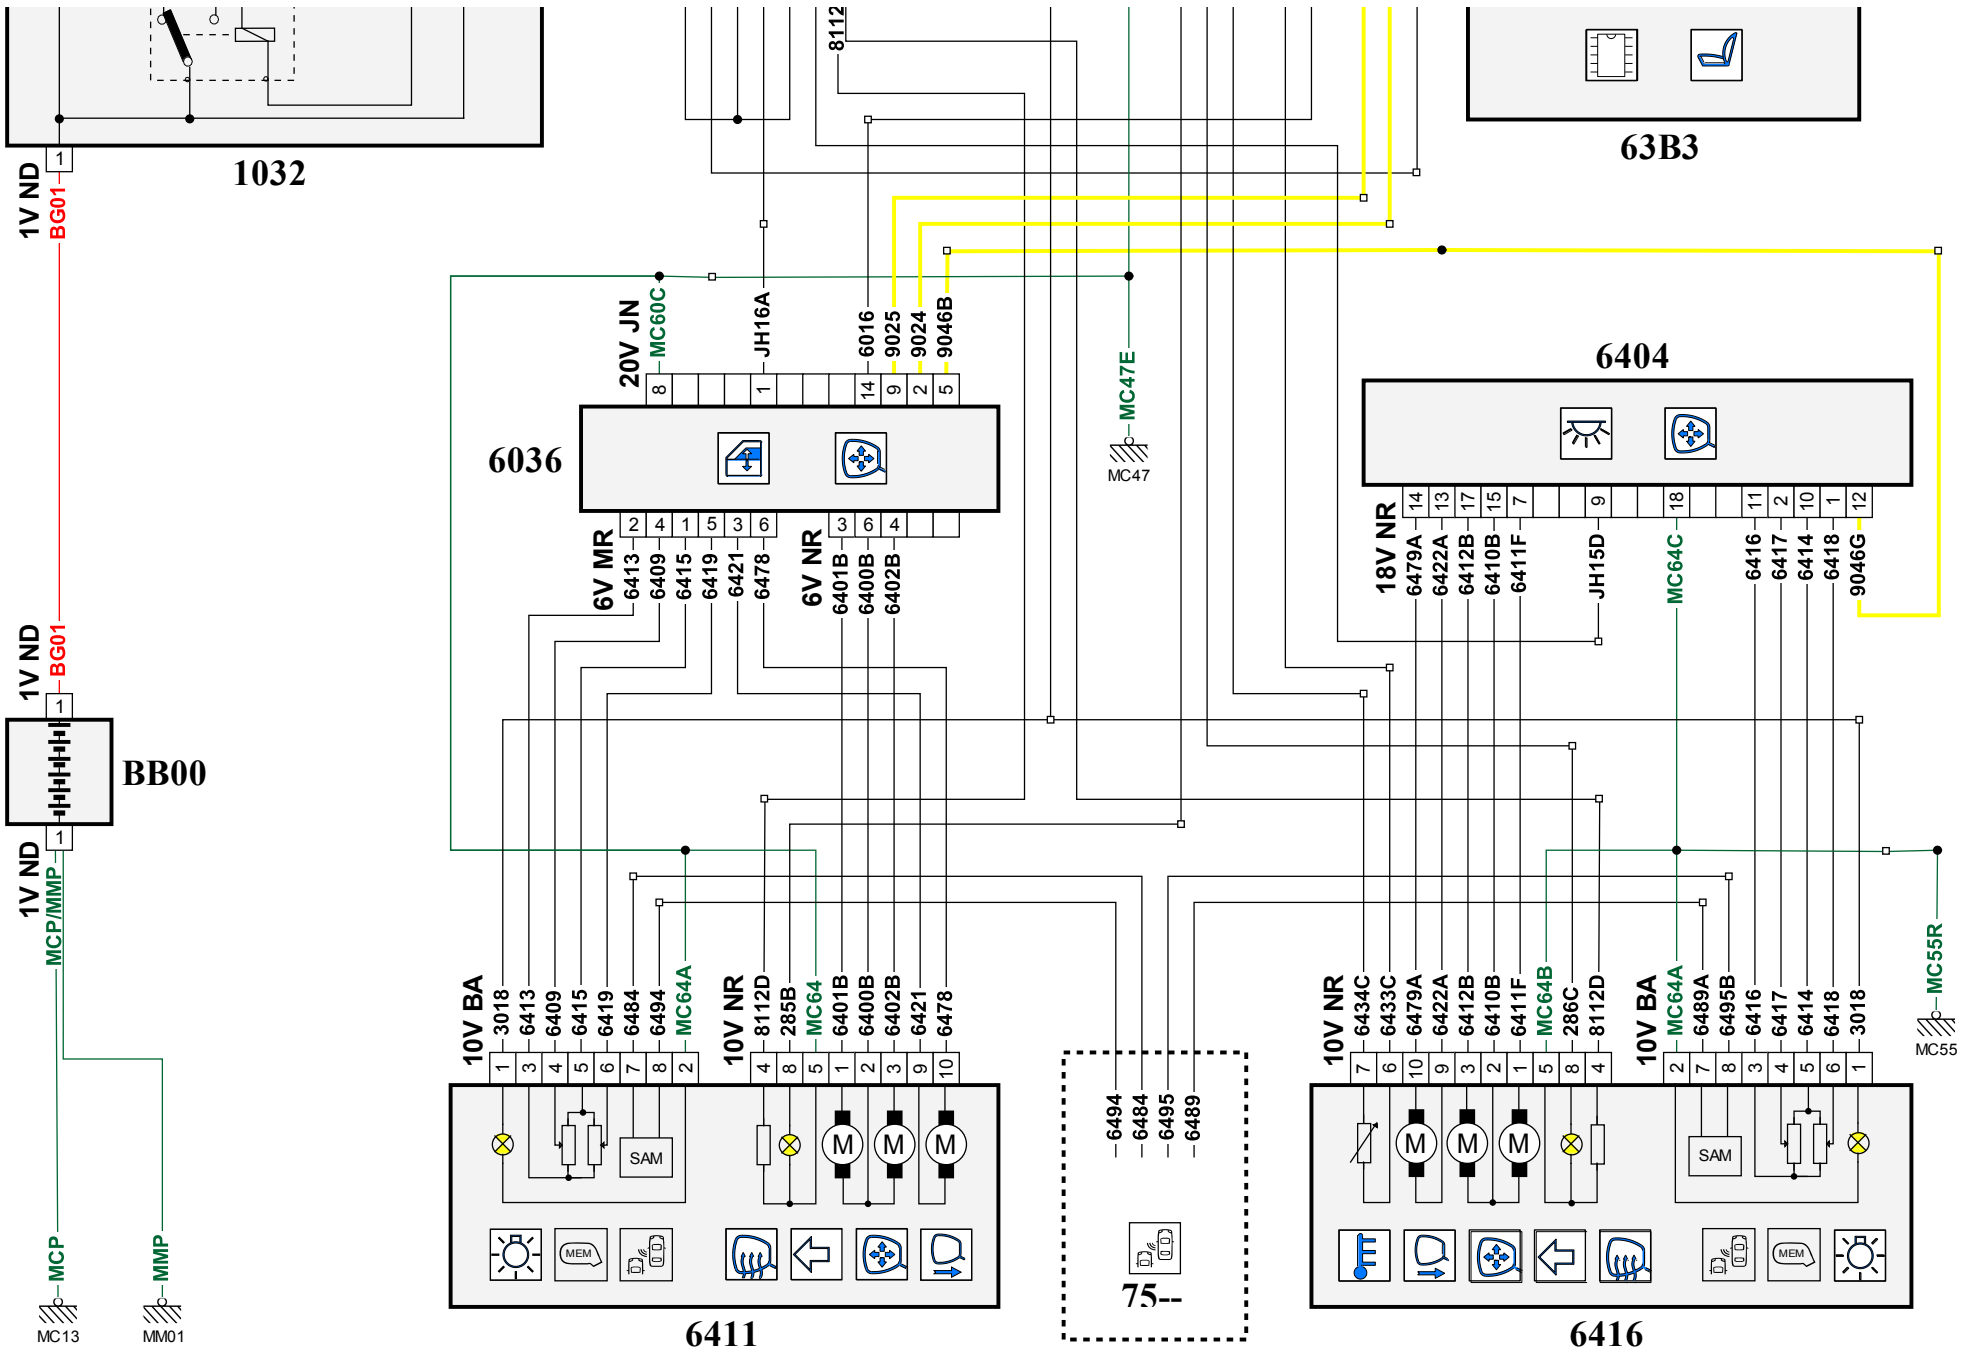 8112
63B3
1
1032
1V ND
BG01
20V JN
MC60C
JH16A
6016
9025
9024
9046B
MC47E
8
1
14
9
2
5
6404
6036
MC47
2
4
1
5
3
6
3
6
4
6V MR
6413
6409
6415
6419
6421
6478
6V NR
6401B
6400B
6402B
14
13
17
15
7
9
18
11
2
10
1
12
18V NR
6479A
6422A
6412B
6410B
6411F
JH15D
MC64C
6416
6417
6414
6418
9046G
1V ND
BG01
1
BB00
1
1V ND
MCP/MMP
10V BA
3018
6413
6409
6415
6419
6484
6494
MC64A
10V NR
8112D
285B
MC64
6401B
6400B
6402B
6421
6478
10V NR
6434C
6433C
6479A
6422A
6412B
6410B
6411F
MC64B
286C
8112D
10V BA
MC64A
6489A
6495B
6416
6417
6414
6418
3018
MC55R
MC55
1
3
4
5
6
7
8
2
4
8
5
1
2
3
9
10
7
6
10
9
3
2
1
5
8
4
2
7
8
3
4
5
6
1
6494
6484
6495
6489
SAM
M
M
M
M
M
M
SAM
MEM
MEM
MCP
MMP
MC13
MM01
6411
75--
6416